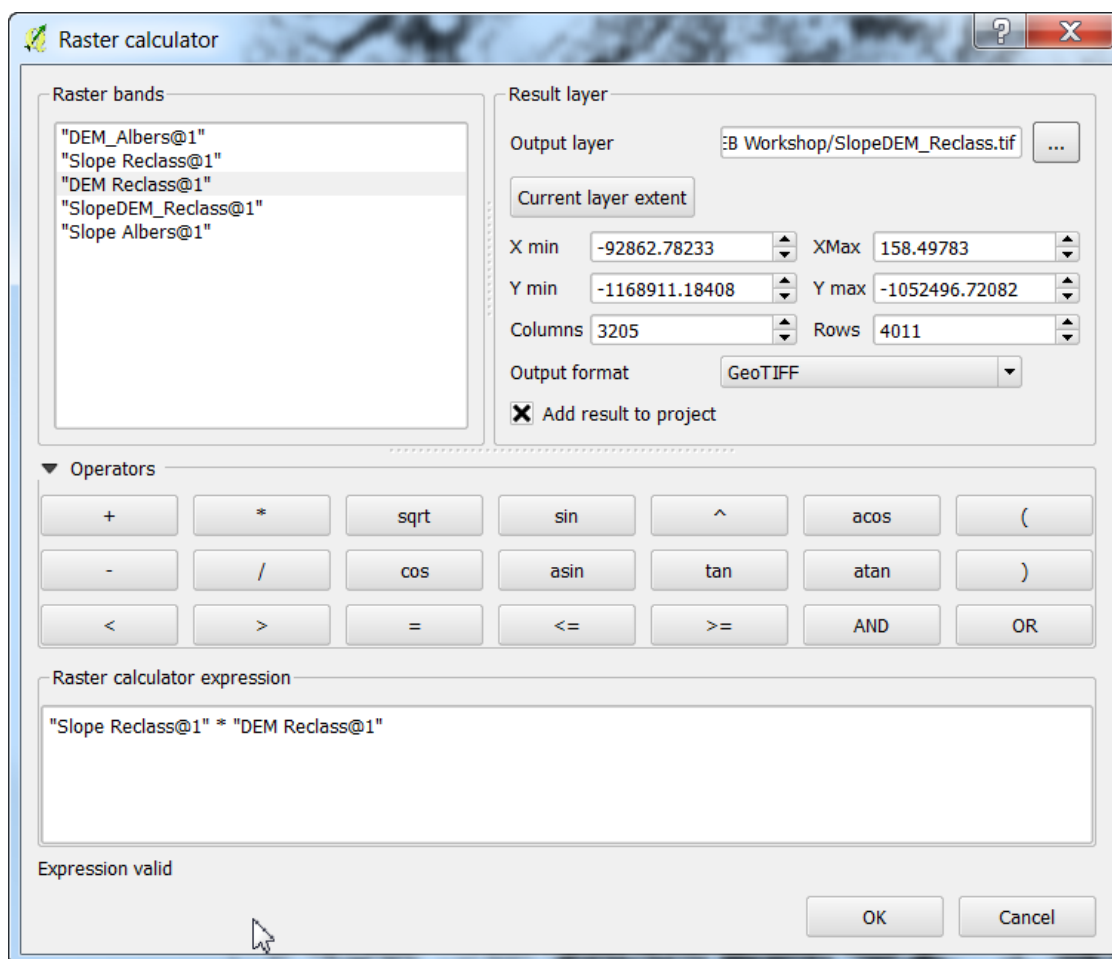 Raster calculator
Raster bands
"DEM_Albers@1"
"Slope Reclass@1"
"DEM Reclass@1"
"SlopeDEM_Reclass@1"
"Slope Albers@1"
Result layer
Output layer EB Workshop/SlopeDEM_Reclass.tif ...
Current layer extent
X min -92862.78233 XMax 158.49783
Y min -1168911.18408 Y max -1052496.72082
Columns 3205 Rows 4011
Output format GeoTIFF
Add result to project
Operators
+ * sqrt sin ^ acos (
- / cos asin tan atan )
< > = <= >= AND OR
Raster calculator expression
"Slope Reclass@1" * "DEM Reclass@1"
Expression valid
OK Cancel